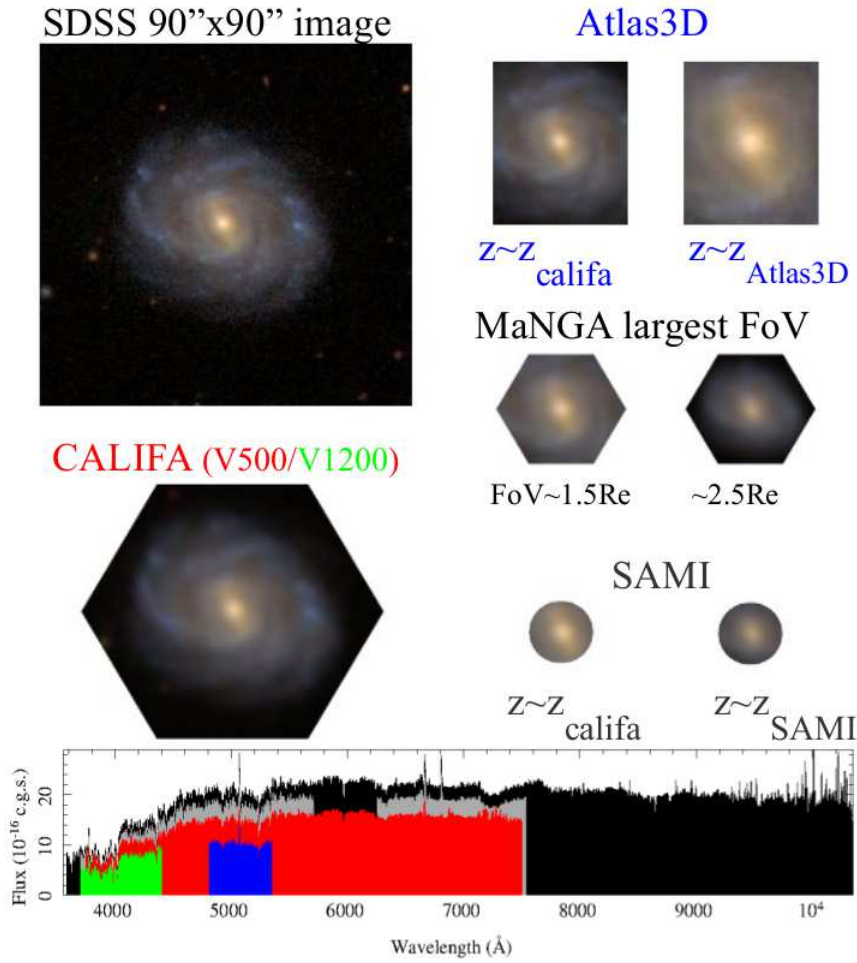 SDSS 90”x90” image
Atlas3D
z~z califa
z~z Atlas3D
MaNGA largest FoV
FoV~1.5Re
~2.5Re
CALIFA (V500/V1200)
SAMI
z~z califa
z~z SAMI
Flux (10⁻¹⁶ c.g.s.)
20
10
0
4000
5000
6000
7000
8000
9000
10⁴
Wavelength (Å)